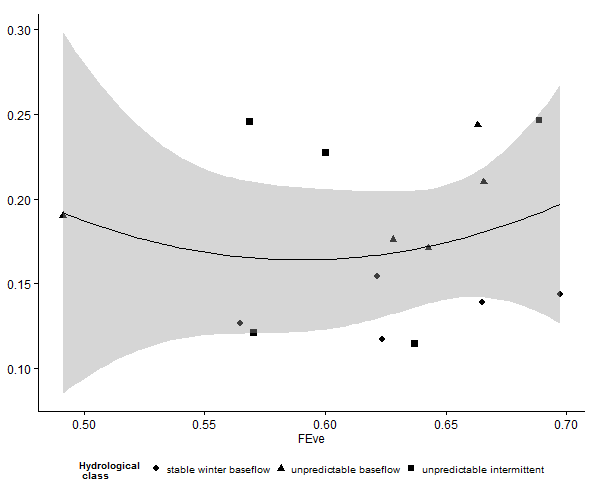 0.30
0.25
0.20
0.15
0.10
0.50 0.55 0.60 0.65 0.70
FEve
Hydrological
class
stable winter baseflow unpredictable baseflow unpredictable intermittent